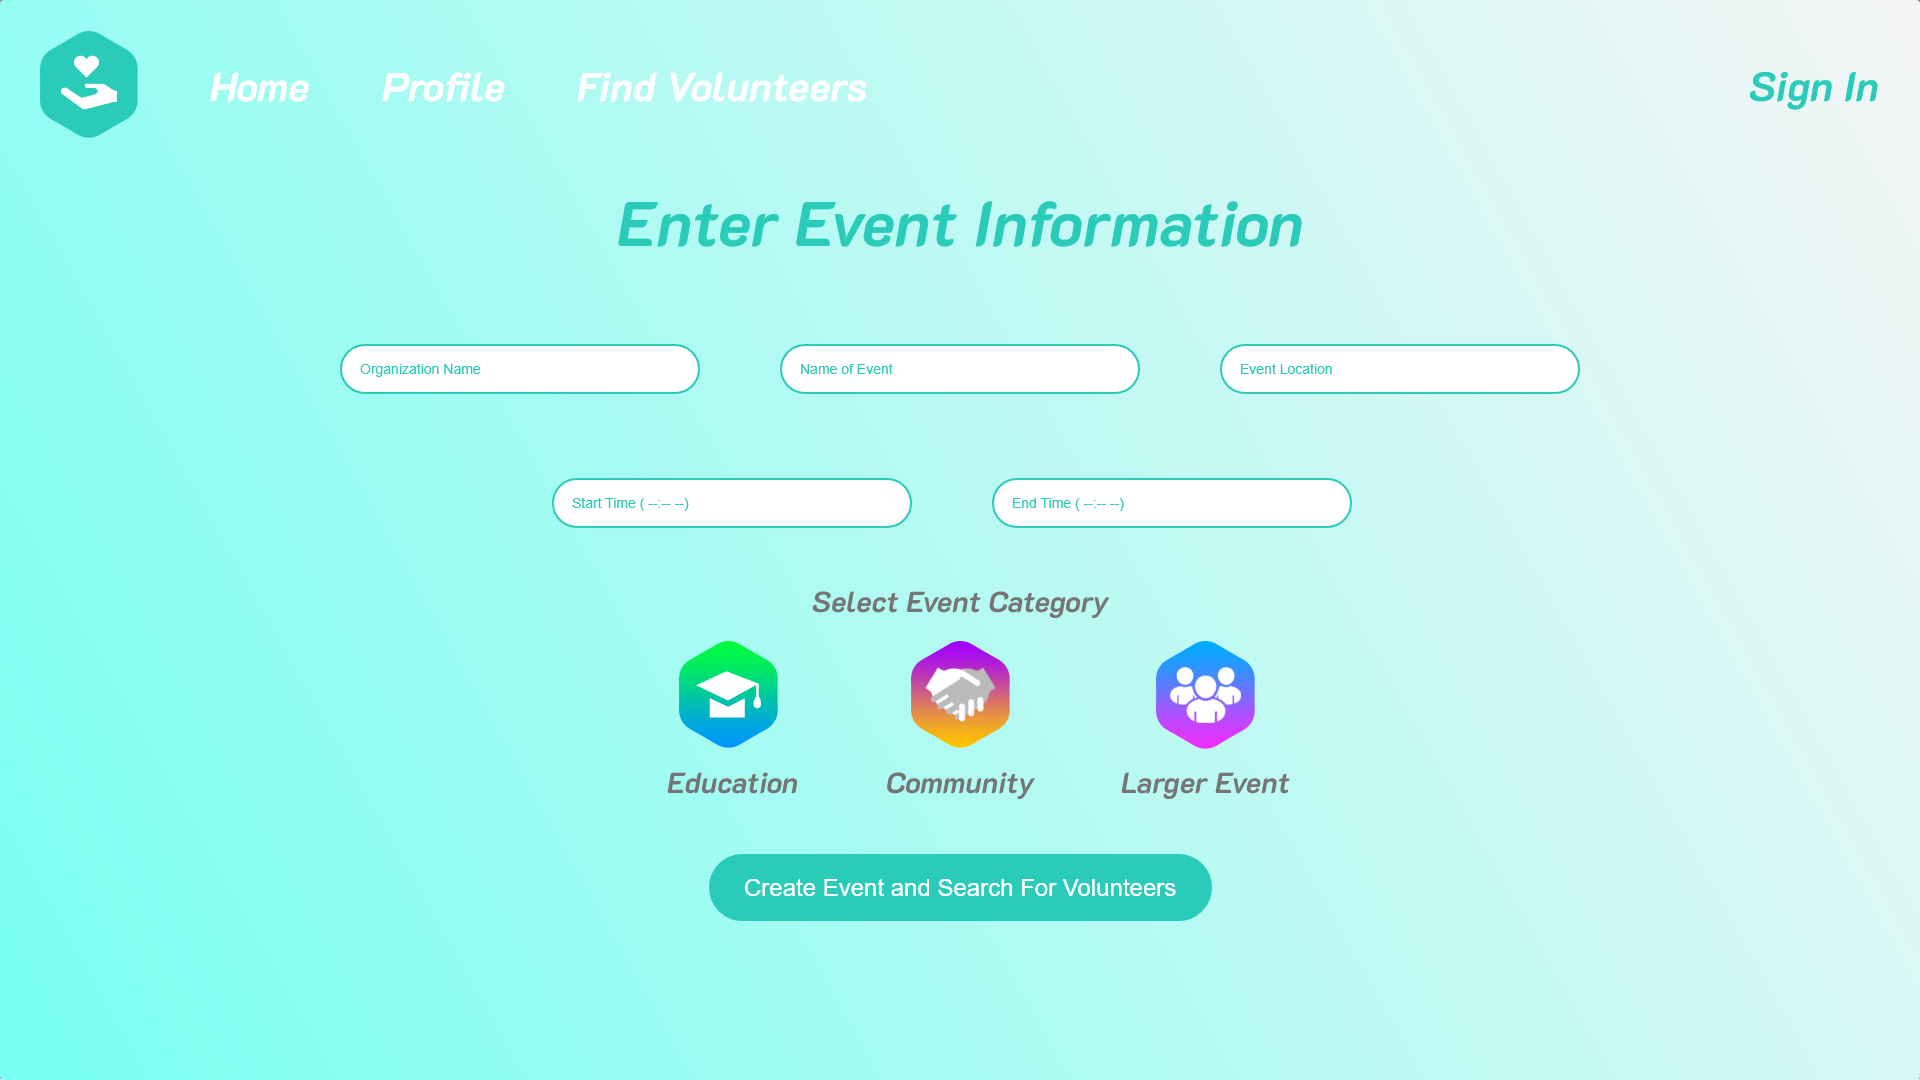 Home Profile Find Volunteers Sign In
Enter Event Information
Organization Name Name of Event Event Location
Start Time ( --:-- --) End Time ( --:-- --)
Select Event Category
Education Community Larger Event
Create Event and Search For Volunteers